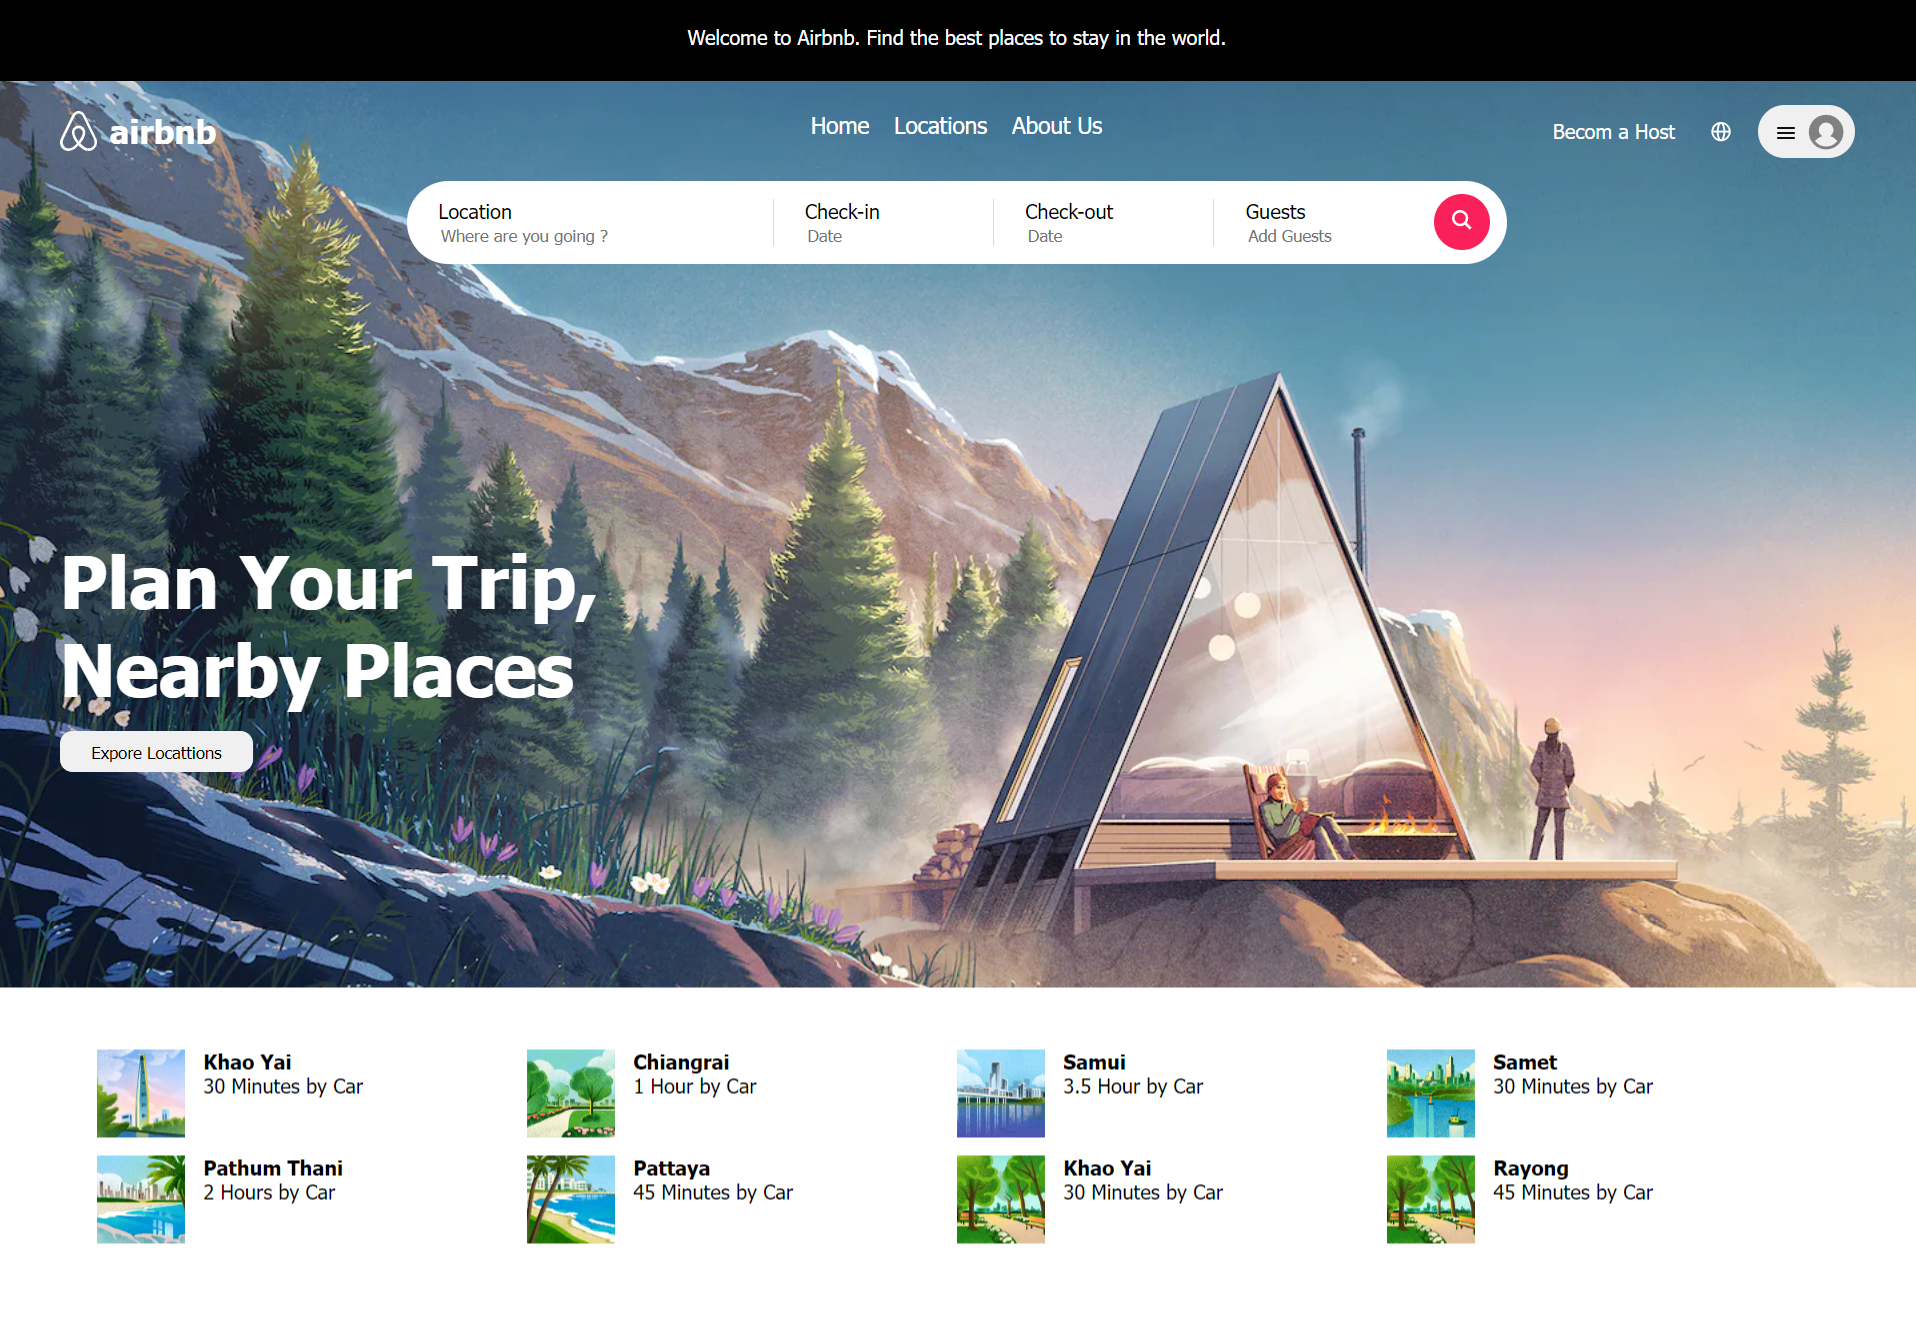 Welcome to Airbnb. Find the best places to stay in the world.
airbnb
Home Locations About Us
Becom a Host
Location
Where are you going ?
Check-in
Date
Check-out
Date
Guests
Add Guests
Plan Your Trip,
Nearby Places
Expore Locattions
Khao Yai
30 Minutes by Car
Chiangrai
1 Hour by Car
Samui
3.5 Hour by Car
Samet
30 Minutes by Car
Pathum Thani
2 Hours by Car
Pattaya
45 Minutes by Car
Khao Yai
30 Minutes by Car
Rayong
45 Minutes by Car